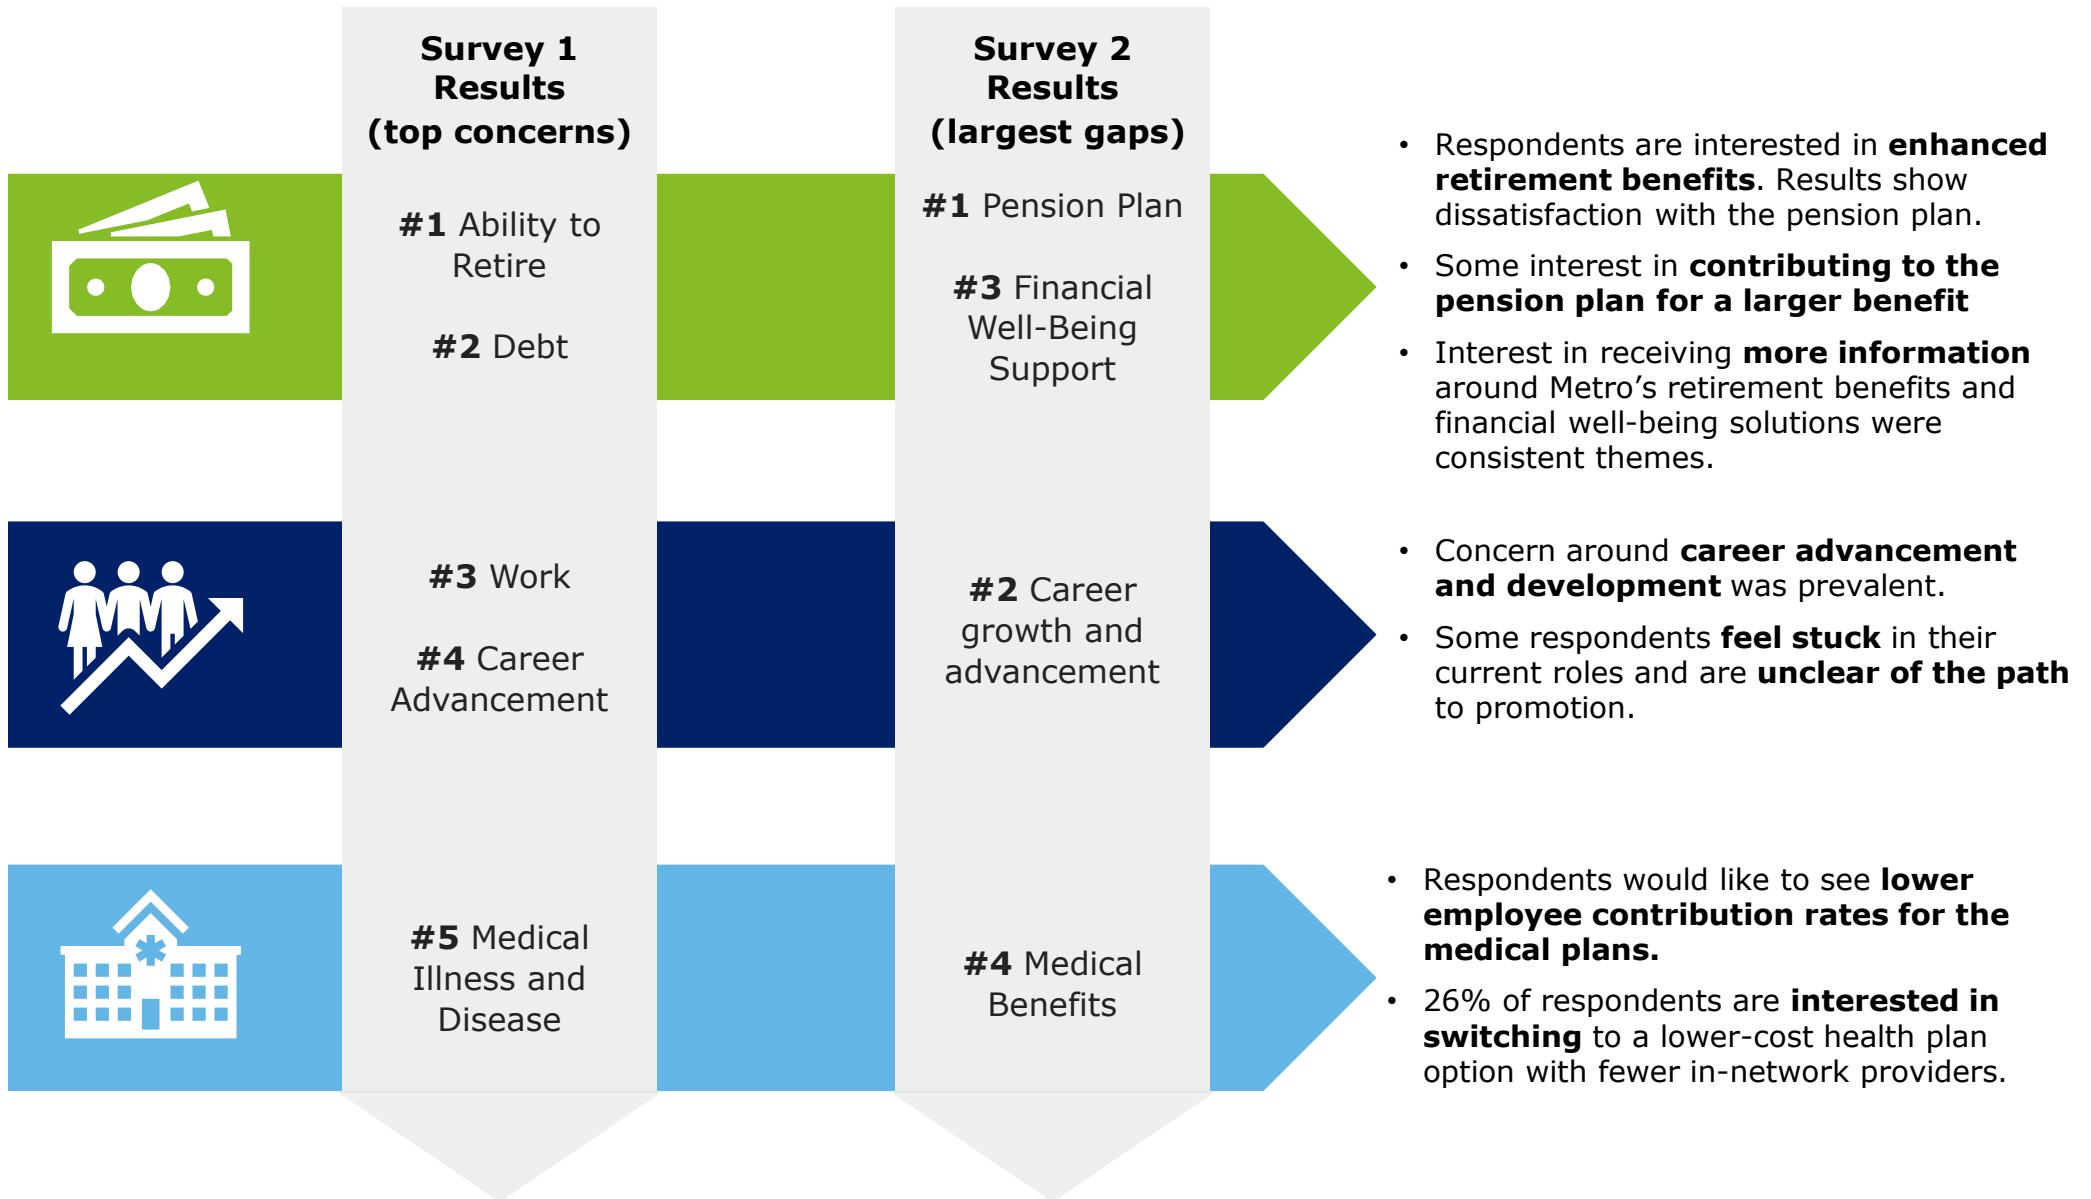 Survey 1
Results
(top concerns)
Survey 2
Results
(largest gaps)
#1 Ability to
Retire
#2 Debt
#1 Pension Plan
#3 Financial
Well-Being
Support
• Respondents are interested in enhanced
retirement benefits. Results show
dissatisfaction with the pension plan.
• Some interest in contributing to the
pension plan for a larger benefit
• Interest in receiving more information
around Metro’s retirement benefits and
financial well-being solutions were
consistent themes.
#3 Work
#4 Career
Advancement
#2 Career
growth and
advancement
• Concern around career advancement
and development was prevalent.
• Some respondents feel stuck in their
current roles and are unclear of the path
to promotion.
#5 Medical
Illness and
Disease
#4 Medical
Benefits
• Respondents would like to see lower
employee contribution rates for the
medical plans.
• 26% of respondents are interested in
switching to a lower-cost health plan
option with fewer in-network providers.